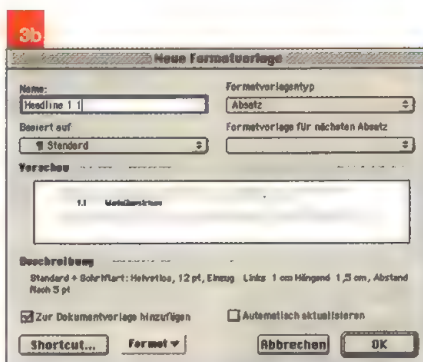 3b
Neue Formatvorlage
Name:
Formatvorlagentyp
Headline 1 1
Absatz
Basiert auf
Formatvorlage für nächsten Absatz
¶ Standard
Vorschau
1.1
Beschreibung
Standard + Schriftart: Helvetica, 12 pt, Einzug Links 1 cm Hängend 1,5 cm, Abstand
Nach 5 pt
Zur Dokumentvorlage hinzufügen
Automatisch aktualisieren
Shortcut...
Format
Abbrechen
OK